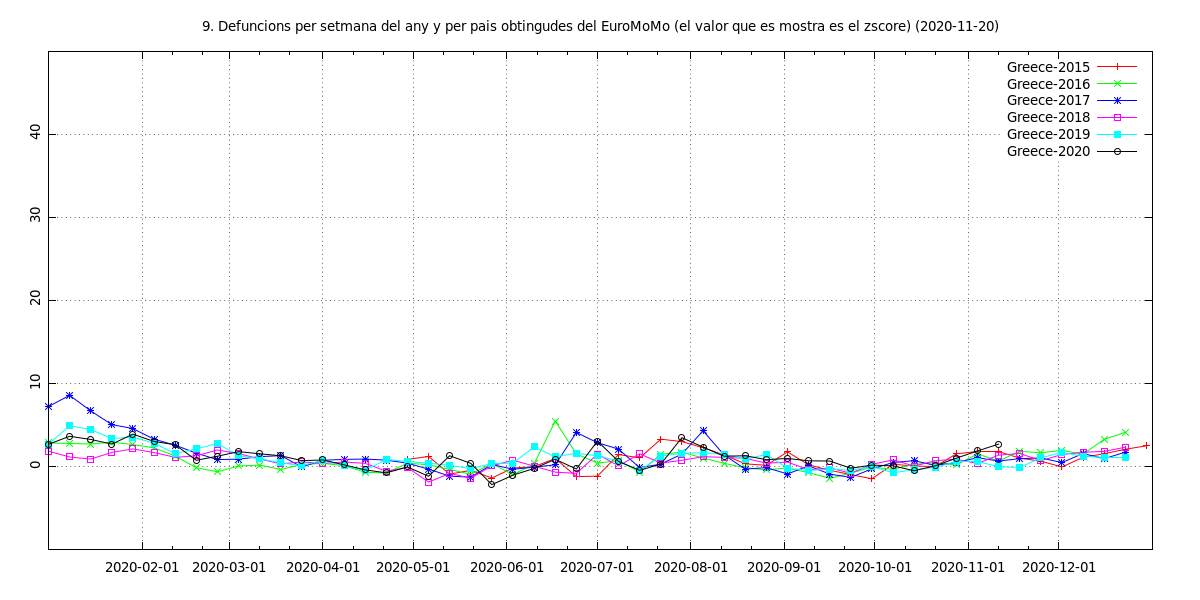 9. Defuncions per setmana del any y per pais obtingudes del EuroMoMo (el valor que es mostra es el zscore) (2020-11-20)
Greece-2015
Greece-2016
Greece-2017
Greece-2018
Greece-2019
Greece-2020
40
30
20
10
0
2020-02-01 2020-03-01 2020-04-01 2020-05-01 2020-06-01 2020-07-01 2020-08-01 2020-09-01 2020-10-01 2020-11-01 2020-12-01